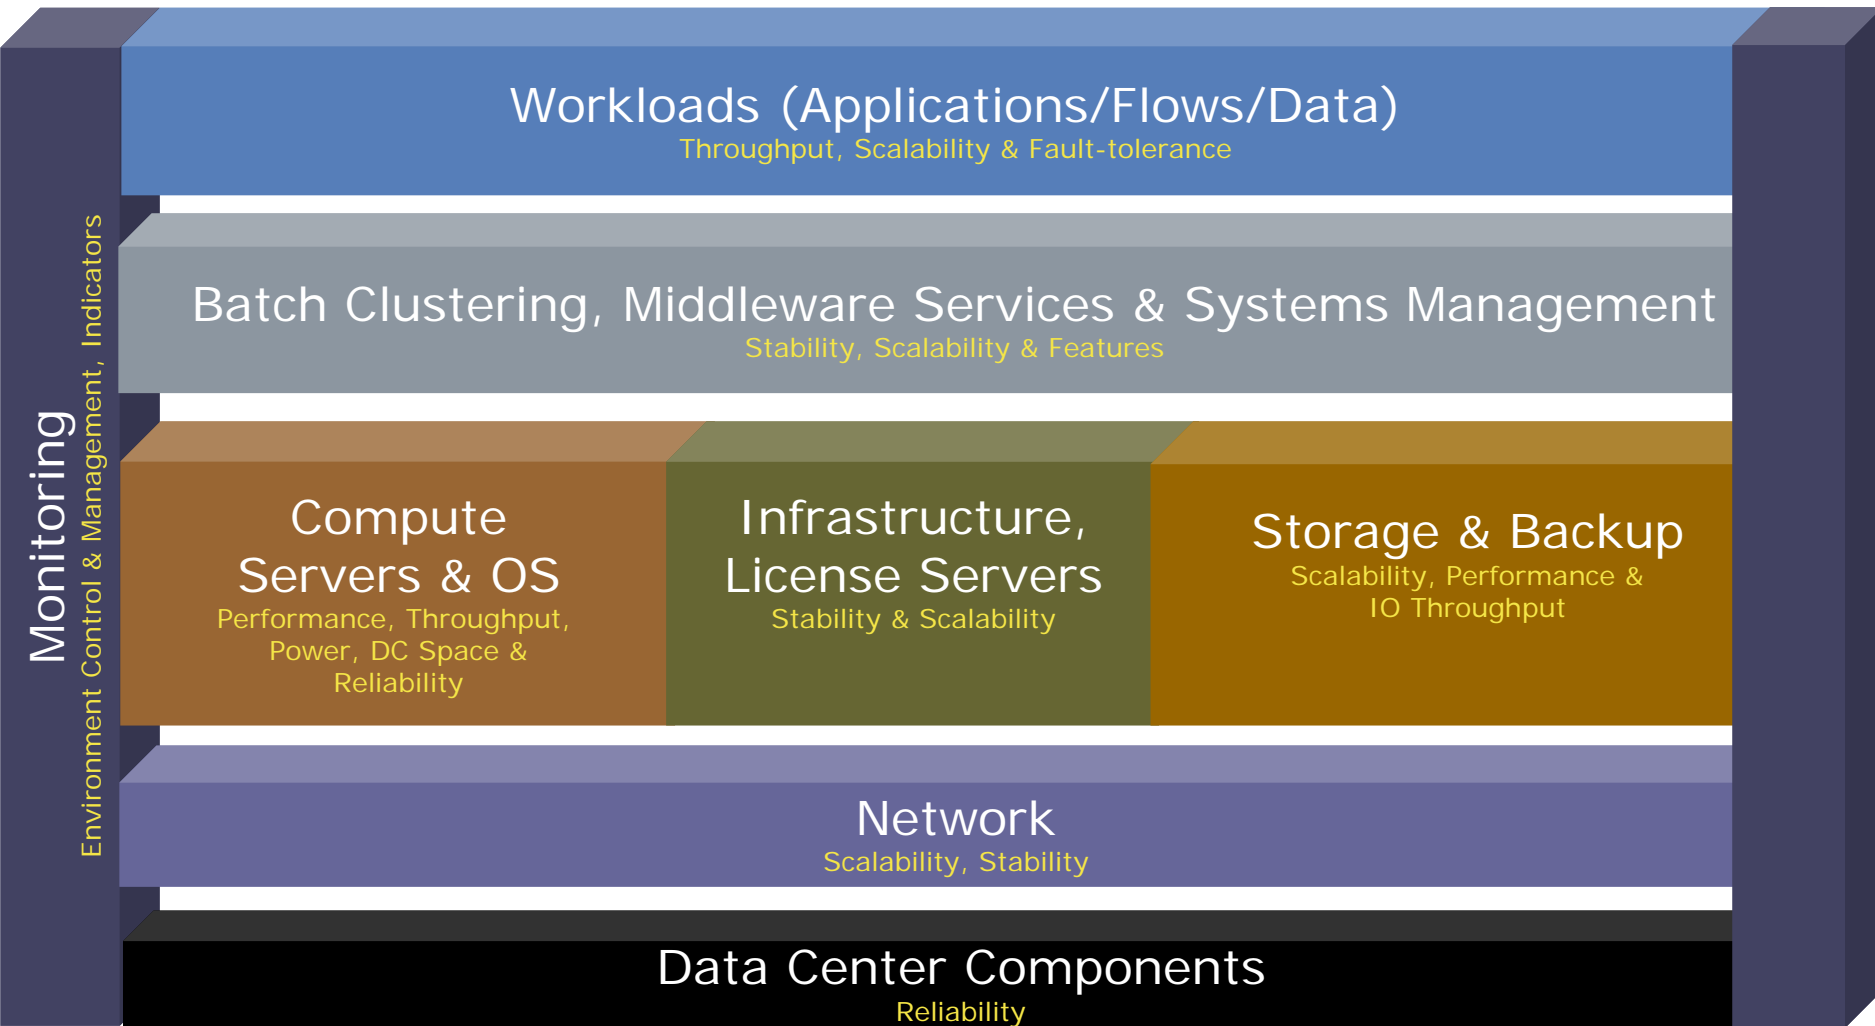 Workloads (Applications/Flows/Data)
Throughput, Scalability & Fault-tolerance
Batch Clustering, Middleware Services & Systems Management
Stability, Scalability & Features
Monitoring
Environment Control & Management, Indicators
Compute
Servers & OS
Performance, Throughput,
Power, DC Space &
Reliability
Infrastructure,
License Servers
Stability & Scalability
Storage & Backup
Scalability, Performance &
IO Throughput
Network
Scalability, Stability
Data Center Components
Reliability